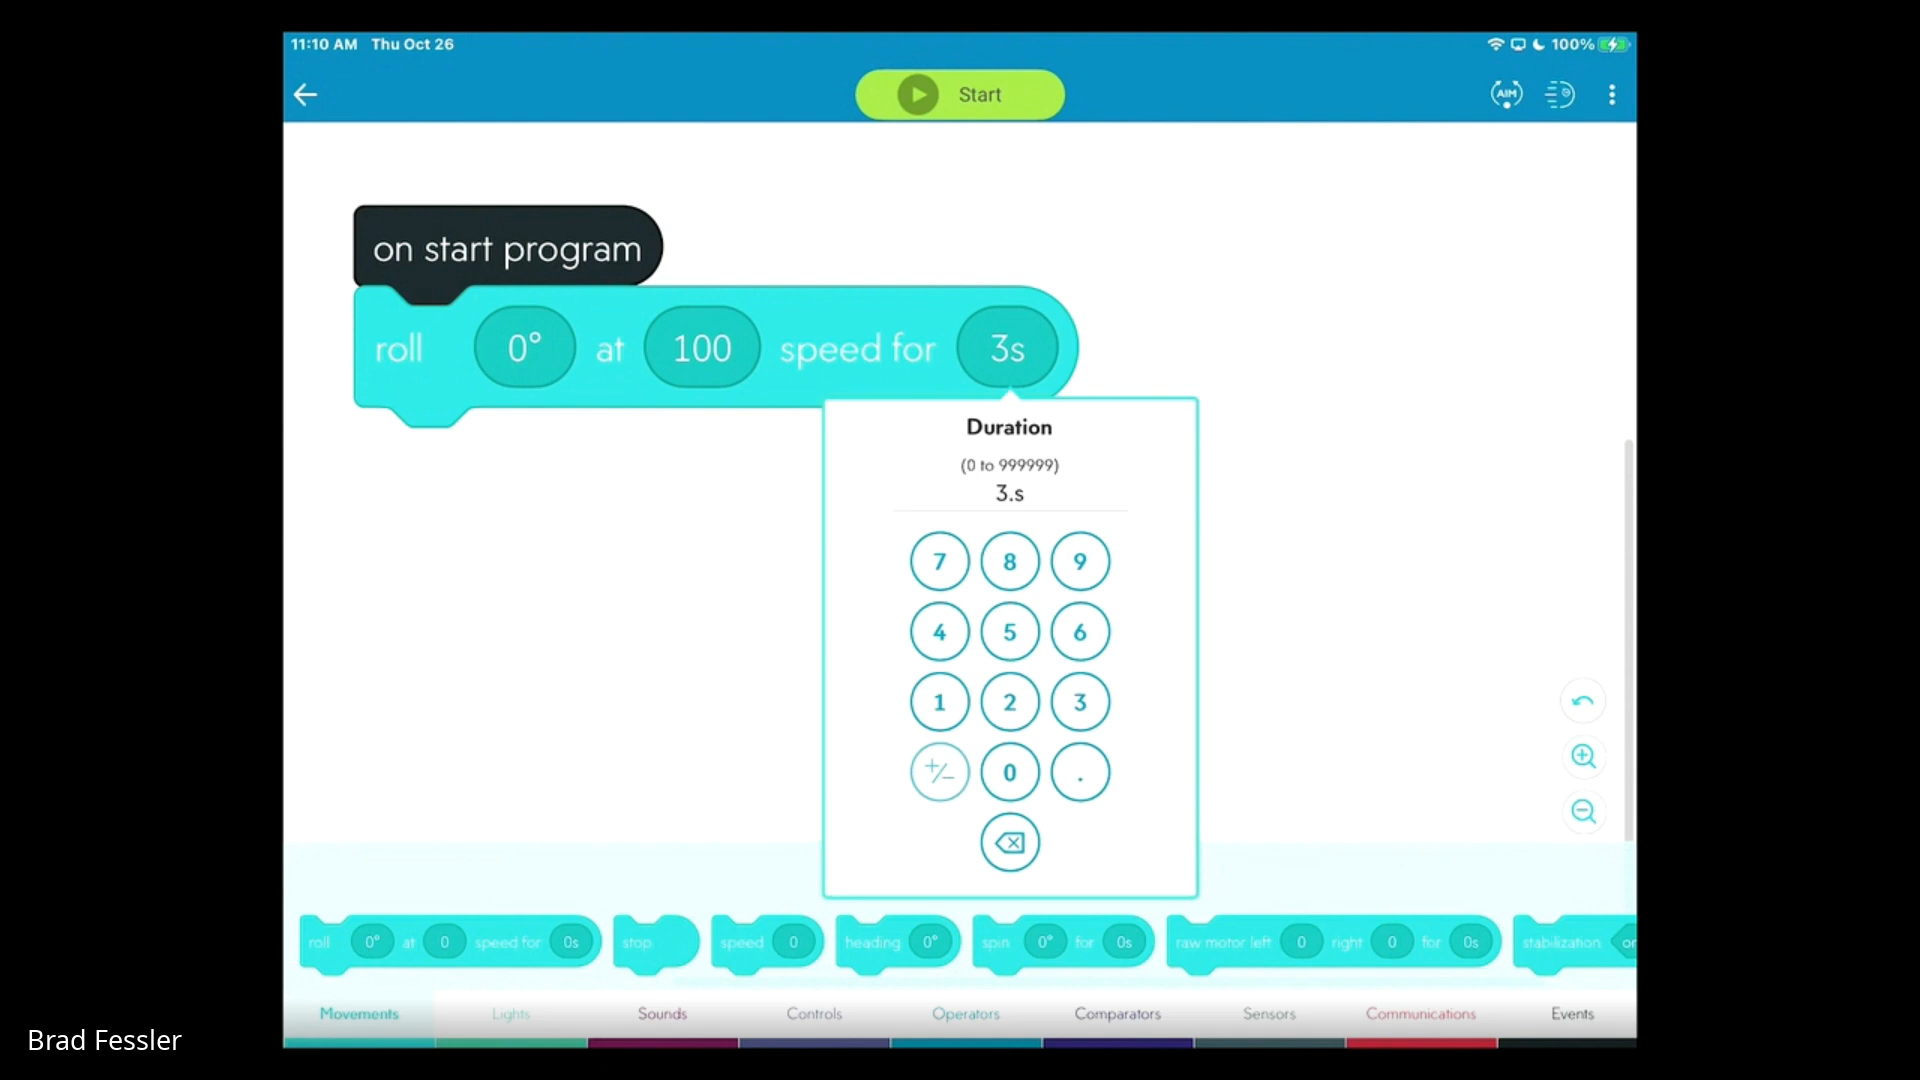 11:10 AM Thu Oct 26
100%
Start
AIM
on start program
roll 0° at 100 speed for 3s
Duration
(0 to 999999)
3.s
7 8 9
4 5 6
1 2 3
+/- 0 .
roll 0° at 0 speed for 0s stop speed 0 heading 0° spin 0° for 0s raw motor left 0 right 0 for 0s stabilization or
Movements Lights Sounds Controls Operators Comparators Sensors Communications Events
Brad Fessler